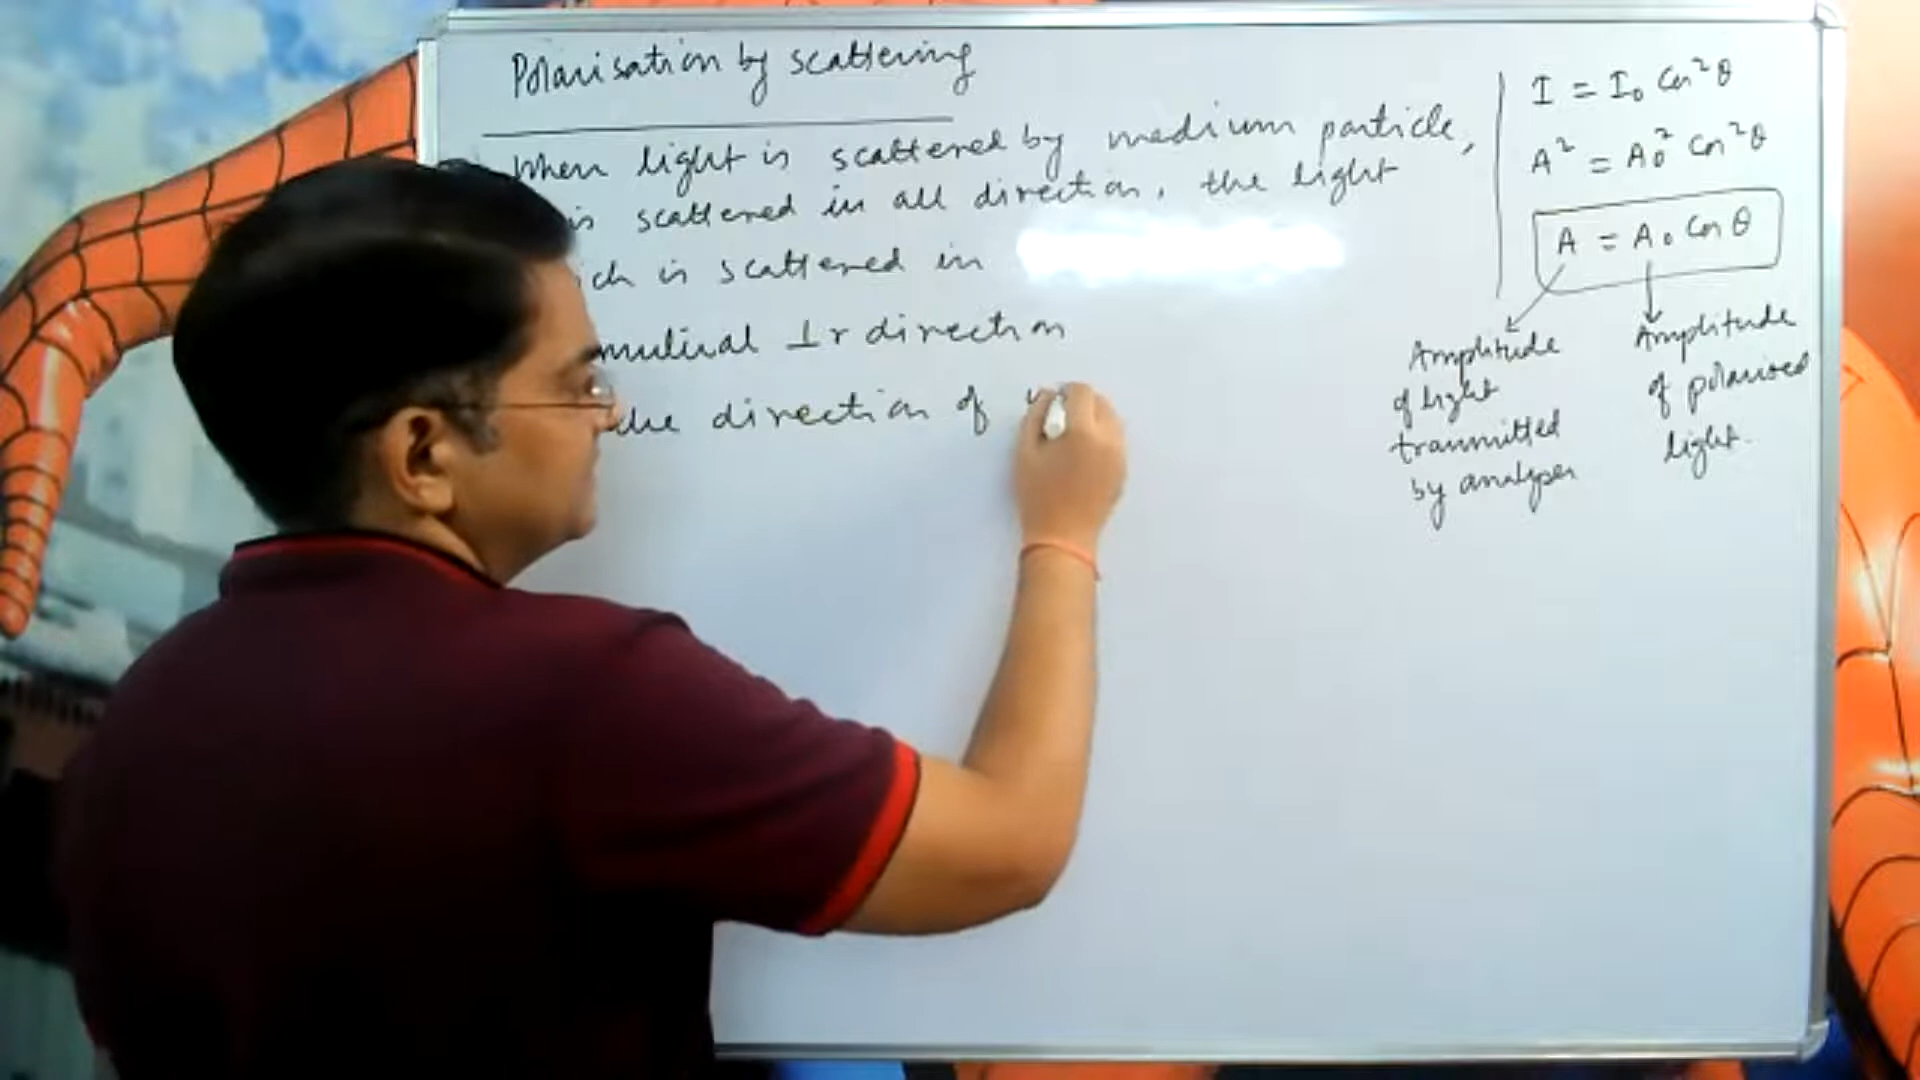 Polarisation by scattering
When light is scattered by medium particle,
is scattered in all direction, the light
ich is scattered in
mutual ⊥r direction
the direction of
I = I₀ Cos²θ
A² = A₀² Cos²θ
A = A₀ Cos θ
Amplitude
of light
transmitted
by analyser
Amplitude
of polarised
light.